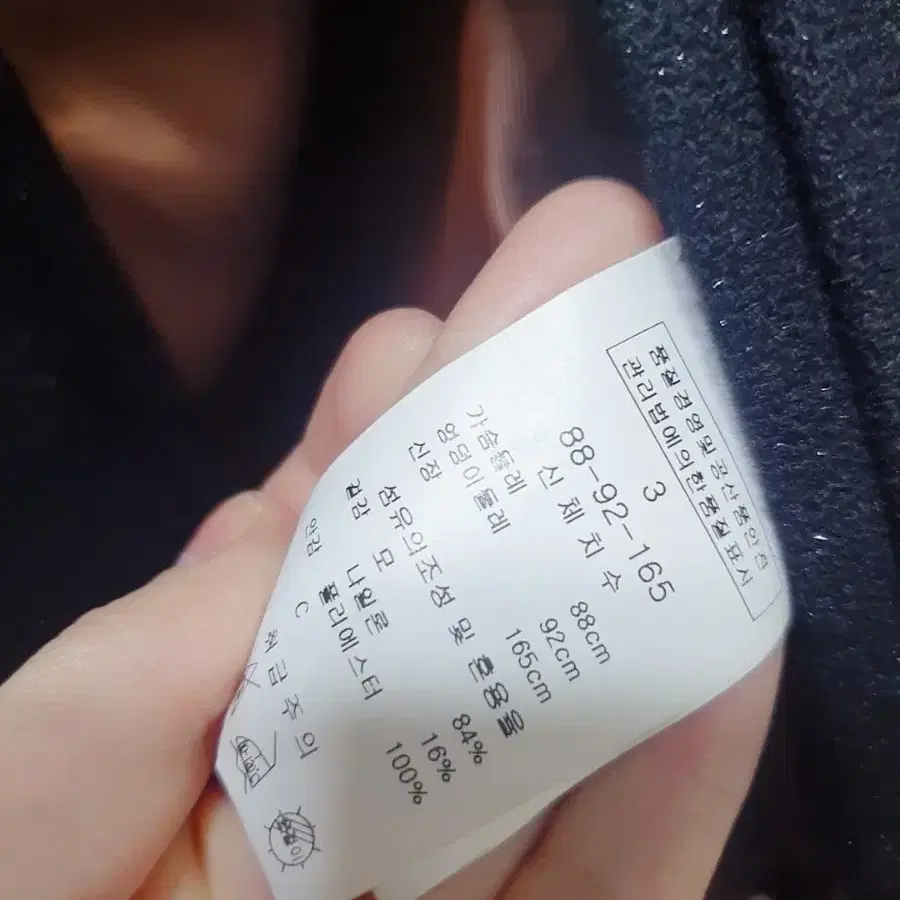 품질경영및공산품안전
관리법에의한품질표시
3
88-92-165
신체치수
가슴둘레 88cm
엉덩이둘레 92cm
신장 165cm
섬유의조성 및 혼용율
겉감 모 84%
나일론 16%
안감 폴리에스터 100%
C
취급주의